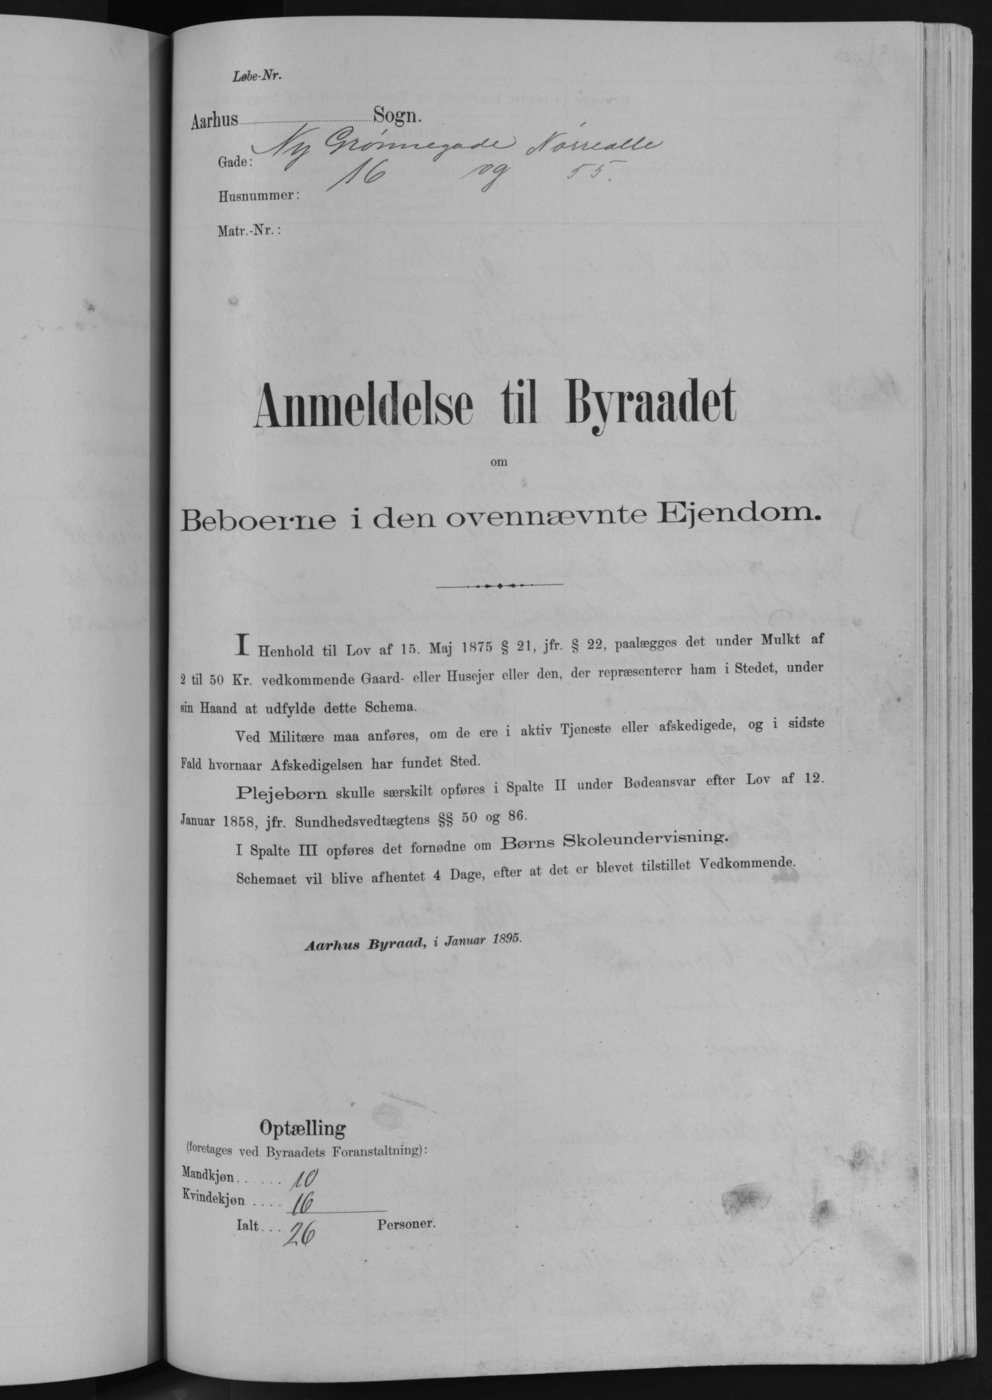 Løbe-Nr.
Aarhus Sogn.
Gade: Ny Grønnegade Nørrealle
Husnummer: 16 og 55.
Matr.-Nr.:
Anmeldelse til Byraadet
om
Beboerne i den ovennævnte Ejendom.
I Henhold til Lov af 15. Maj 1875 § 21, jfr. § 22, paalægges det under Mulkt af
2 til 50 Kr. vedkommende Gaard- eller Husejer eller den, der repræsenterer ham i Stedet, under
sin Haand at udfylde dette Schema.
Ved Militære maa anføres, om de ere i aktiv Tjeneste eller afskedigede, og i sidste
Fald hvornaar Afskedigelsen har fundet Sted.
Plejebørn skulle særskilt opføres i Spalte II under Bødeansvar efter Lov af 12.
Januar 1858, jfr. Sundhedsvedtægtens §§ 50 og 86.
I Spalte III opføres det fornødne om Børns Skoleundervisning.
Schemaet vil blive afhentet 4 Dage, efter at det er blevet tilstillet Vedkommende.
Aarhus Byraad, i Januar 1895.
Optælling
(foretages ved Byraadets Foranstaltning):
Mandkjøn...... 10
Kvindekjøn .... 16
Ialt... 26 Personer.